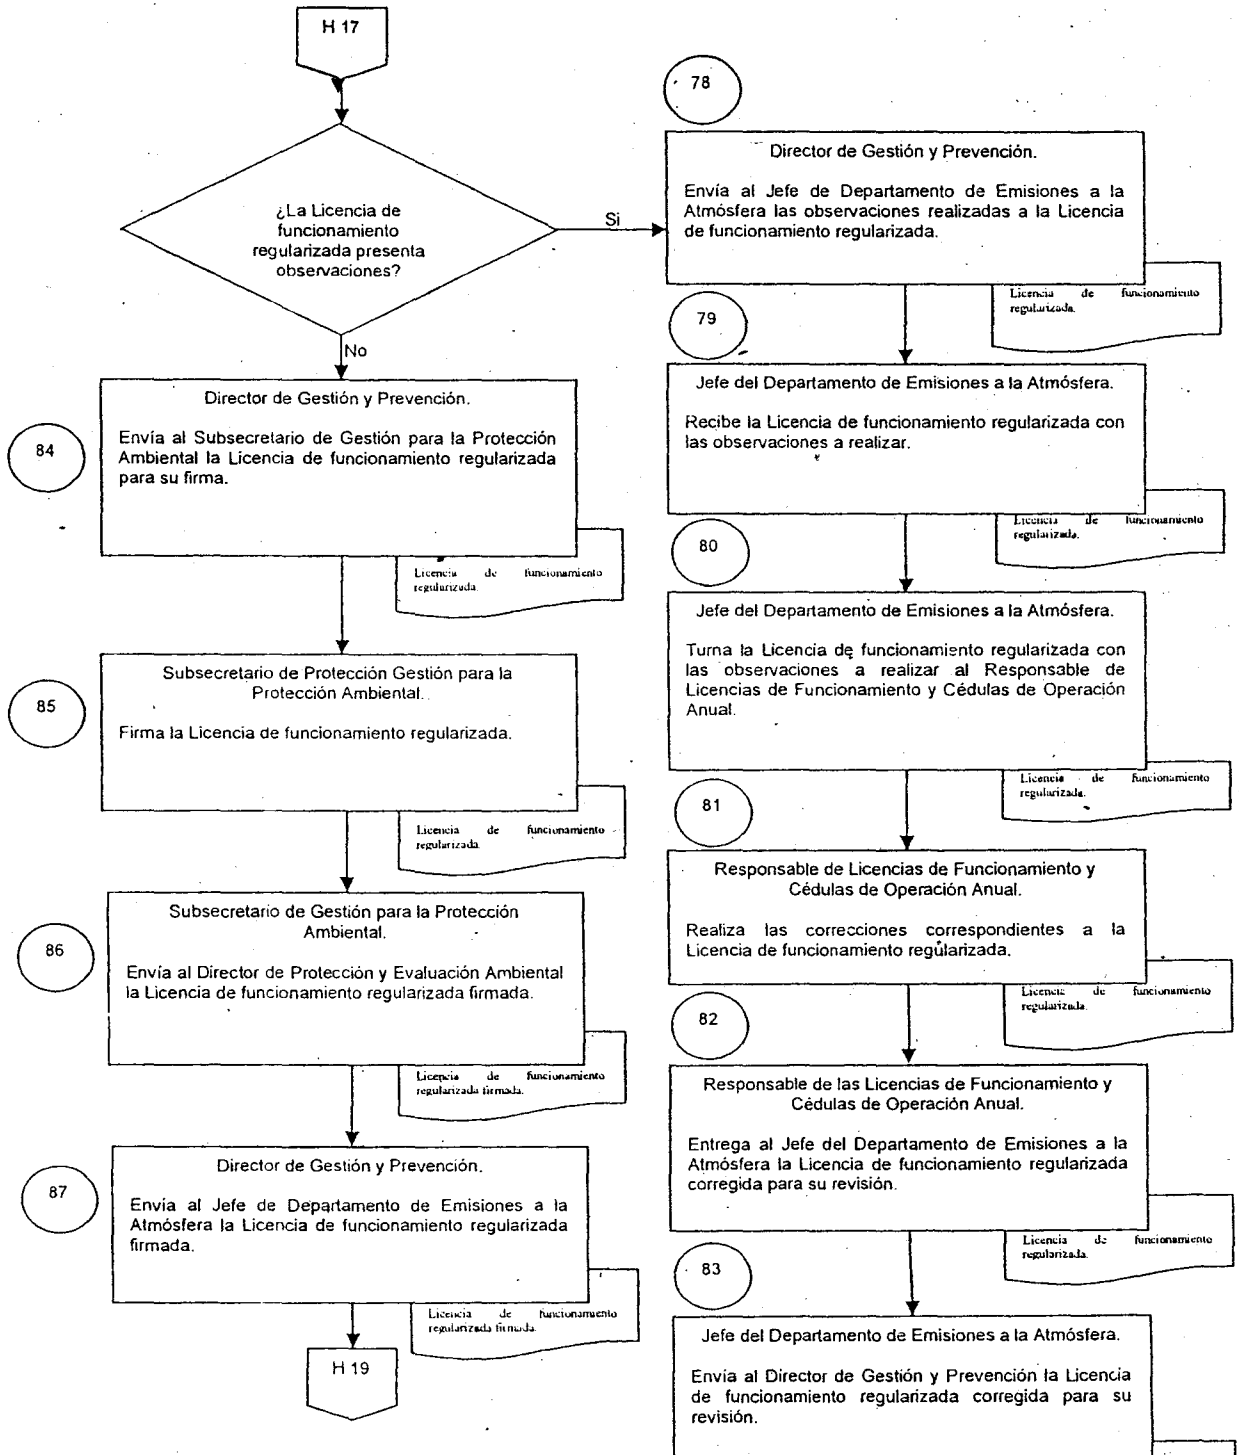 H 17
¿La Licencia de
funcionamiento
regularizada presenta
observaciones?
Si
No
78
Director de Gestión y Prevención.
Envía al Jefe de Departamento de Emisiones a la
Atmósfera las observaciones realizadas a la Licencia
de funcionamiento regularizada.
Licencia de funcionamiento
regularizada.
79
Jefe del Departamento de Emisiones a la Atmósfera.
Recibe la Licencia de funcionamiento regularizada con
las observaciones a realizar.
Licencia de funcionamiento
regularizada.
80
Jefe del Departamento de Emisiones a la Atmósfera.
Turna la Licencia de funcionamiento regularizada con
las observaciones a realizar al Responsable de
Licencias de Funcionamiento y Cédulas de Operación
Anual.
Licencia de funcionamiento
regularizada.
81
Responsable de Licencias de Funcionamiento y
Cédulas de Operación Anual.
Realiza las correcciones correspondientes a la
Licencia de funcionamiento regularizada.
Licencia de funcionamiento
regularizada.
82
Responsable de las Licencias de Funcionamiento y
Cédulas de Operación Anual.
Entrega al Jefe del Departamento de Emisiones a la
Atmósfera la Licencia de funcionamiento regularizada
corregida para su revisión.
Licencia de funcionamiento
regularizada.
83
Jefe del Departamento de Emisiones a la Atmósfera.
Envía al Director de Gestión y Prevención la Licencia
de funcionamiento regularizada corregida para su
revisión.
84
Director de Gestión y Prevención.
Envía al Subsecretario de Gestión para la Protección
Ambiental la Licencia de funcionamiento regularizada
para su firma.
Licencia de funcionamiento
regularizada.
85
Subsecretario de Protección Gestión para la
Protección Ambiental.
Firma la Licencia de funcionamiento regularizada.
Licencia de funcionamiento
regularizada.
86
Subsecretario de Gestión para la Protección
Ambiental.
Envía al Director de Protección y Evaluación Ambiental
la Licencia de funcionamiento regularizada firmada.
Licencia de funcionamiento
regularizada firmada.
87
Director de Gestión y Prevención.
Envía al Jefe de Departamento de Emisiones a la
Atmósfera la Licencia de funcionamiento regularizada
firmada.
Licencia de funcionamiento
regularizada firmada.
H 19